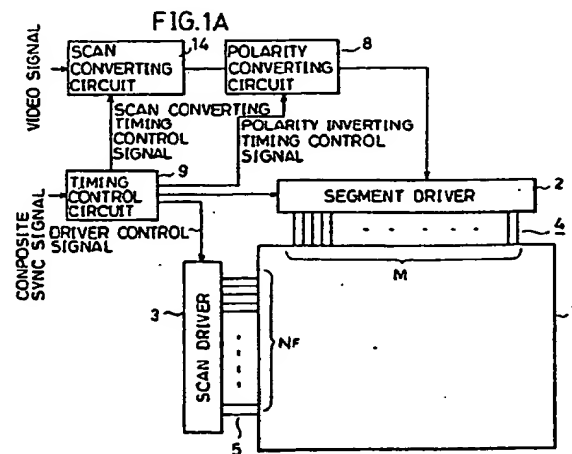 FIG.1A
VIDEO SIGNAL
SCAN
CONVERTING
CIRCUIT
14
POLARITY
CONVERTING
CIRCUIT
8
SCAN CONVERTING
TIMING
CONTROL
SIGNAL
POLARITY INVERTING
TIMING CONTROL
SIGNAL
CONPOSITE
SYNC SIGNAL
TIMING
CONTROL
CIRCUIT
9
DRIVER CONTROL
SIGNAL
SEGMENT DRIVER
2
4
M
3
SCAN DRIVER
NF
5